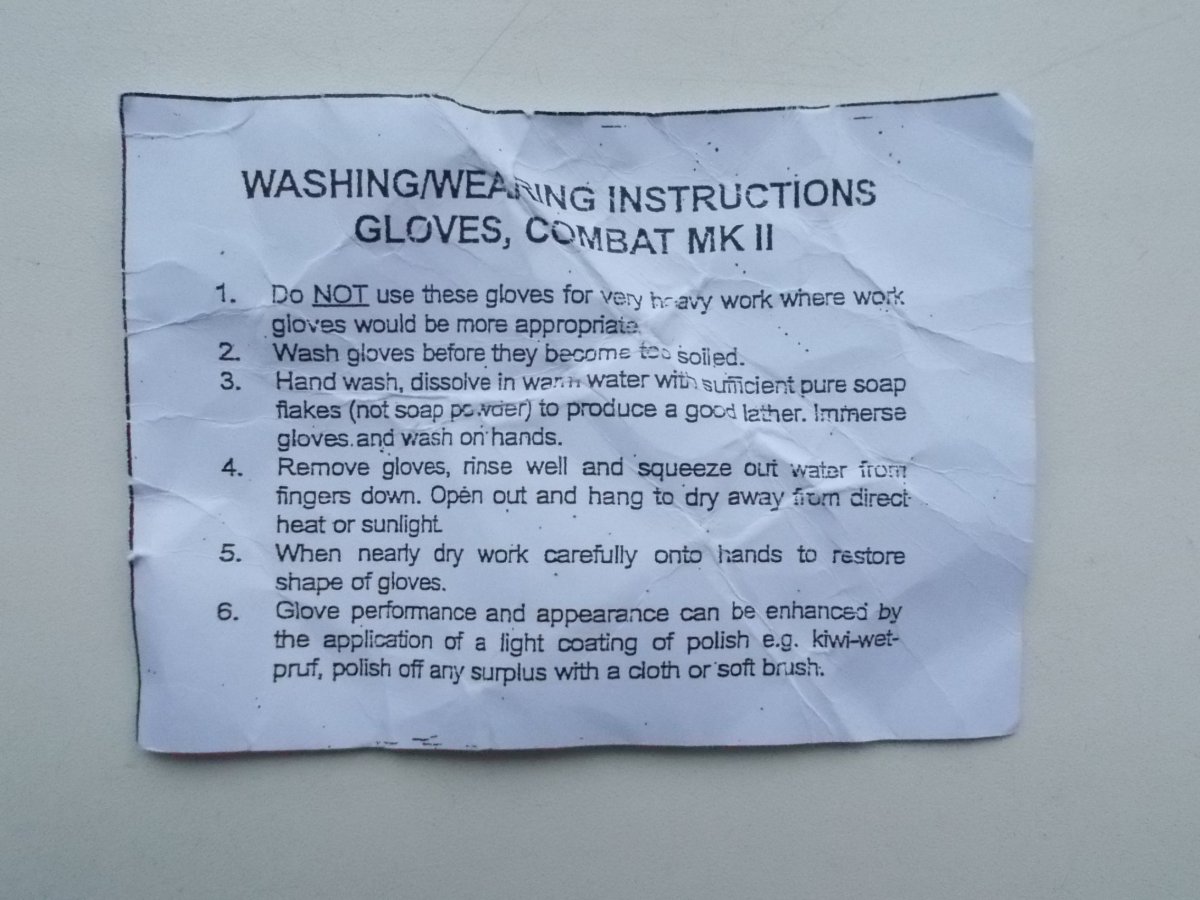 WASHING/WEARING INSTRUCTIONS
GLOVES, COMBAT MK II
1. Do NOT use these gloves for very heavy work where work
gloves would be more appropriate.
2. Wash gloves before they become too soiled.
3. Hand wash, dissolve in warm water with sufficient pure soap
flakes (not soap powder) to produce a good lather. Immerse
gloves and wash on hands.
4. Remove gloves, rinse well and squeeze out water from
fingers down. Open out and hang to dry away from direct
heat or sunlight
5. When nearly dry work carefully onto hands to restore
shape of gloves.
6. Glove performance and appearance can be enhanced by
the application of a light coating of polish e.g. kiwi-wet-
pruf, polish off any surplus with a cloth or soft brush.